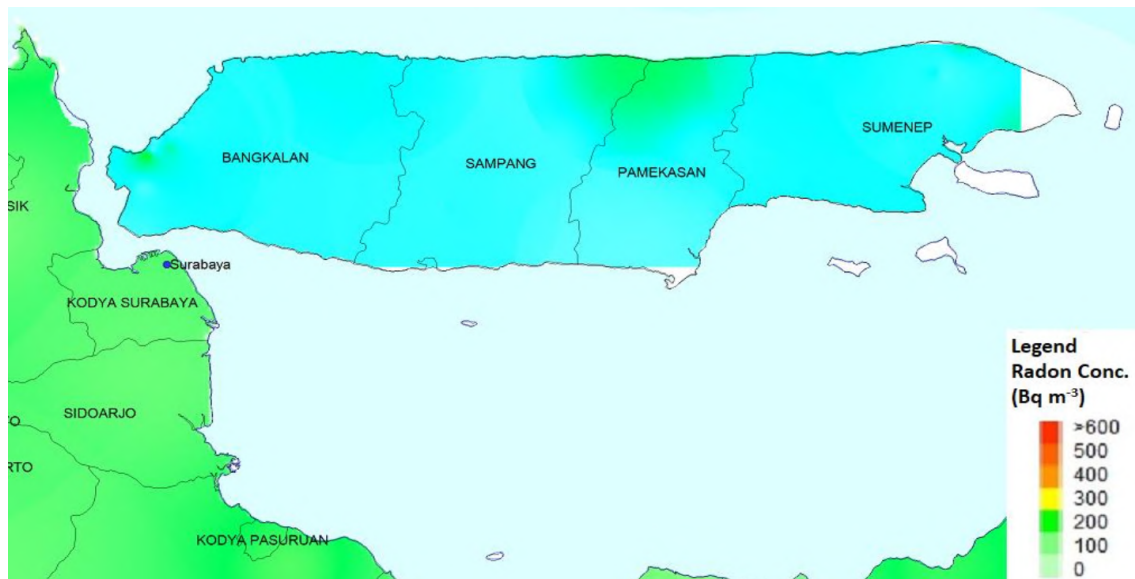 BANGKALAN
SAMPANG
PAMEKASAN
SUMENEP
SIK
Surabaya
KODYA SURABAYA
SIDOARJO
RTO
KODYA PASURUAN
Legend
Radon Conc.
(Bq m⁻³)
>600
500
400
300
200
100
0